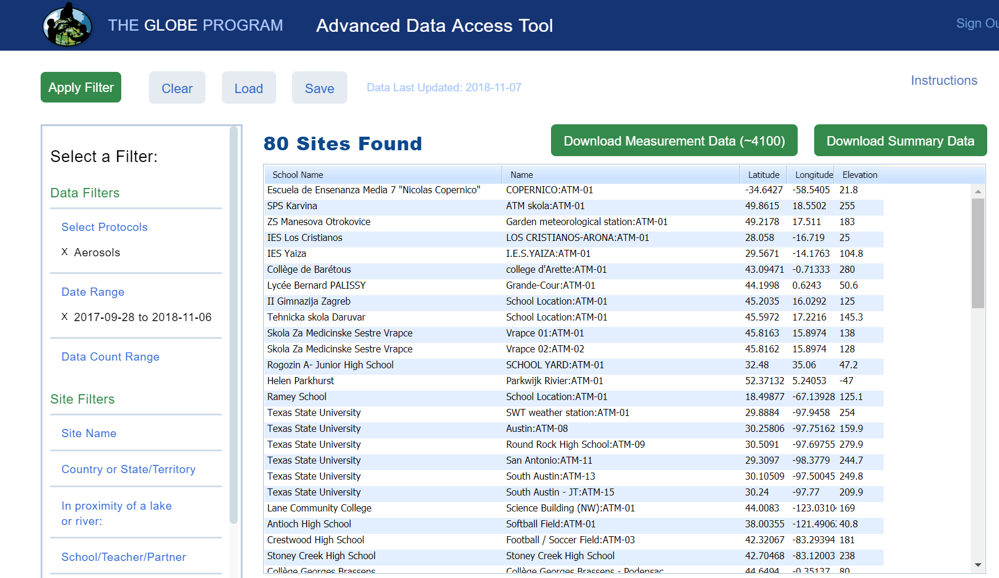 THE GLOBE PROGRAM Advanced Data Access Tool Sign
Apply Filter Clear Load Save Data Last Updated: 2018-11-07 Instructions
Select a Filter:
Data Filters
Select Protocols
X Aerosols
Date Range
X 2017-09-28 to 2018-11-06
Data Count Range
Site Filters
Site Name
Country or State/Territory
In proximity of a lake
or river:
School/Teacher/Partner
80 Sites Found Download Measurement Data (~4100) Download Summary Data
School Name Name Latitude Longitude Elevation
Escuela de Ensenanza Media 7 "Nicolas Copernico" COPERNICO:ATM-01 -34.6427 -58.5405 21.8
SPS Karvina ATM skola:ATM-01 49.8615 18.5502 255
ZS Manesova Otrokovice Garden meteorological station:ATM-01 49.2178 17.511 183
IES Los Cristianos LOS CRISTIANOS-ARONA:ATM-01 28.058 -16.719 25
IES Yaiza I.E.S.YAIZA:ATM-01 29.5671 -14.1763 104.8
Collège de Barétous college d'Arette:ATM-01 43.09471 -0.71333 280
Lycée Bernard PALISSY Grande-Cour:ATM-01 44.1998 0.6243 50.6
II Gimnazija Zagreb School Location:ATM-01 45.2035 16.0292 125
Tehnicka skola Daruvar School Location:ATM-01 45.5972 17.2216 145.3
Skola Za Medicinske Sestre Vrapce Vrapce 01:ATM-01 45.8163 15.8974 138
Skola Za Medicinske Sestre Vrapce Vrapce 02:ATM-02 45.8162 15.8974 128
Rogozin A- Junior High School SCHOOL YARD:ATM-01 32.48 35.06 47.2
Helen Parkhurst Parkwijk Rivier:ATM-01 52.37132 5.24053 -47
Ramey School School Location:ATM-01 18.49877 -67.13928 125.1
Texas State University SWT weather station:ATM-01 29.8884 -97.9458 254
Texas State University Austin:ATM-08 30.25806 -97.75162 159.9
Texas State University Round Rock High School:ATM-09 30.5091 -97.69755 279.9
Texas State University San Antonio:ATM-11 29.3097 -98.3779 244.7
Texas State University South Austin:ATM-13 30.10509 -97.50045 249.8
Texas State University South Austin - JT:ATM-15 30.24 -97.77 209.9
Lane Community College Science Building (NW):ATM-01 44.0083 -123.0310 169
Antioch High School Softball Field:ATM-01 38.00355 -121.4906 40.8
Crestwood High School Football / Soccer Field:ATM-03 42.32067 -83.29394 181
Stoney Creek High School Stoney Creek High School 42.70468 -83.12003 238
Collège Georges Brassens Collège Georges Brassens - Podensac 44.6494 -0.35137 80